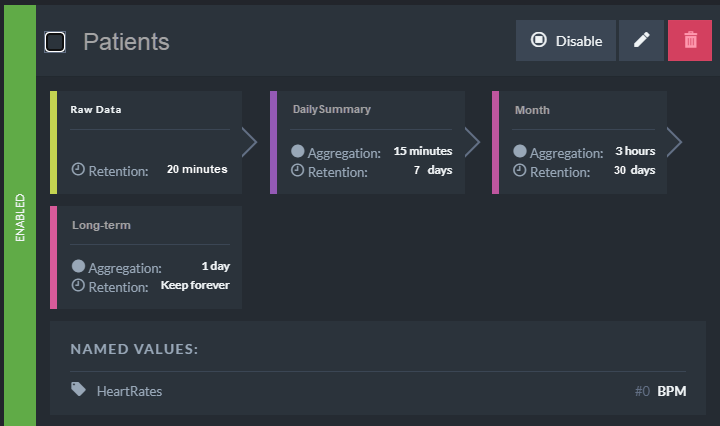 ENABLED
Patients
Disable
Raw Data
Retention: 20 minutes
DailySummary
Aggregation: 15 minutes
Retention: 7 days
Month
Aggregation: 3 hours
Retention: 30 days
Long-term
Aggregation: 1 day
Retention: Keep forever
NAMED VALUES:
HeartRates #0 BPM